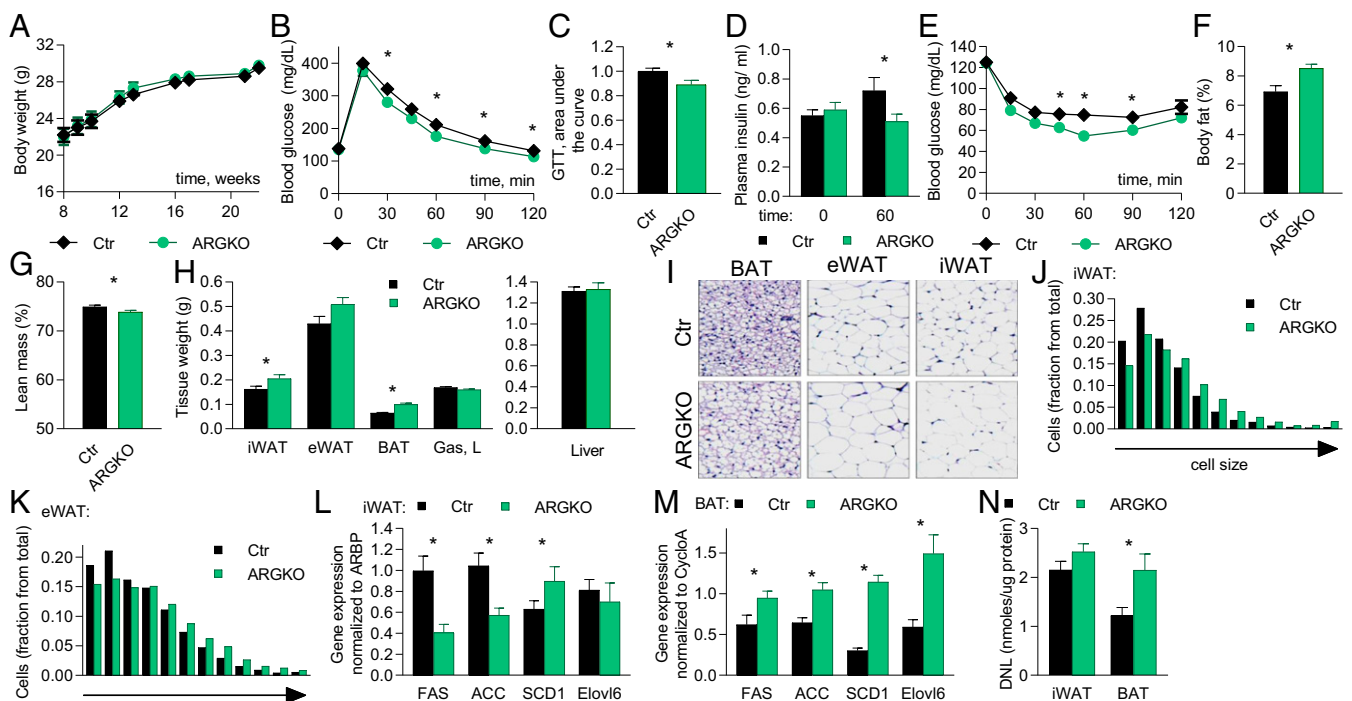 A
Body weight (g)
32
28
24
20
16
8
12
16
20
time, weeks
Ctr
ARGKO
B
Blood glucose (mg/dL)
400
300
200
100
0
0
30
60
90
120
time, min
*
*
*
*
C
GTT, area under
the curve
1.2
1.0
0.8
0.6
0.4
0.2
0.0
*
Ctr
ARGKO
D
Plasma insulin (ng/ ml)
1.0
0.8
0.6
0.4
0.2
0.0
*
time:
0
60
Ctr
ARGKO
E
Blood glucose (mg/dL)
140
120
100
80
60
40
20
0
0
30
60
90
120
time, min
* * *
Ctr
ARGKO
F
Body fat (%)
10
8
6
4
2
0
*
Ctr
ARGKO
G
Lean mass (%)
80
75
70
60
50
*
Ctr
ARGKO
H
Tissue weight (g)
0.6
0.5
0.4
0.3
0.2
0.1
0.0
*
*
Ctr
ARGKO
iWAT
eWAT
BAT
Gas, L
1.4
1.2
1.0
0.8
0.6
0.4
0.2
0.0
Liver
I
BAT
eWAT
iWAT
Ctr
ARGKO
J
iWAT:
Cells (fraction from total)
0.30
0.25
0.20
0.15
0.10
0.05
0.00
Ctr
ARGKO
cell size
K
eWAT:
Cells (fraction from total)
0.20
0.15
0.10
0.05
0.00
Ctr
ARGKO
L
iWAT:
Ctr
ARGKO
Gene expression
normalized to ARBP
1.4
1.2
1.0
0.8
0.6
0.4
0.2
0.0
*
*
*
FAS
ACC
SCD1
Elovl6
M
BAT:
Ctr
ARGKO
Gene expression
normalized to CycloA
1.5
1.0
0.5
0.0
*
*
*
*
FAS
ACC
SCD1
Elovl6
N
Ctr
ARGKO
DNL (nmoles/ug protein)
3
2
1
0
*
iWAT
BAT